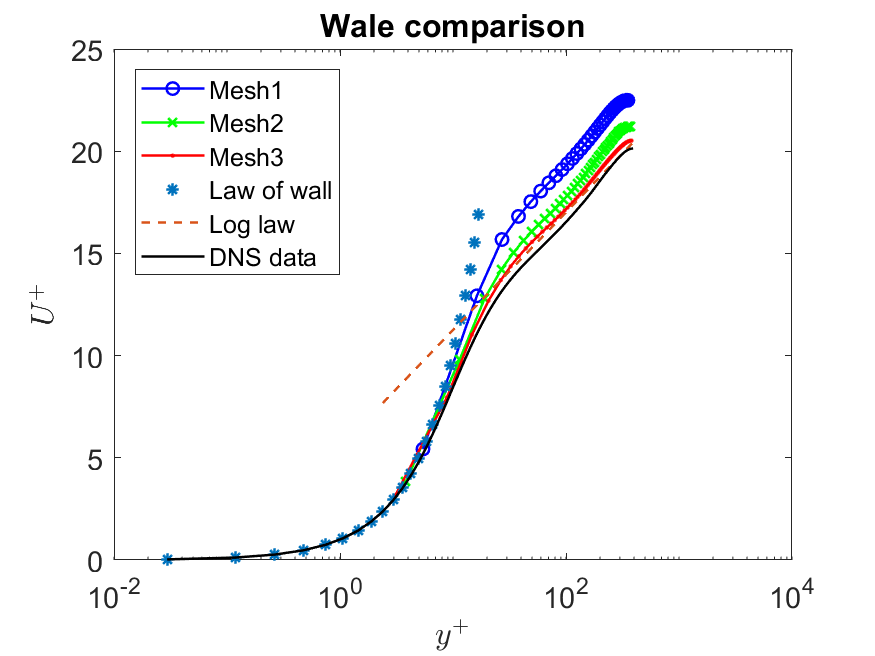 Wale comparison
25
20
15
10
5
0
Mesh1
Mesh2
Mesh3
Law of wall
Log law
DNS data
U⁺
10⁻² 10⁰ 10² 10⁴
y⁺